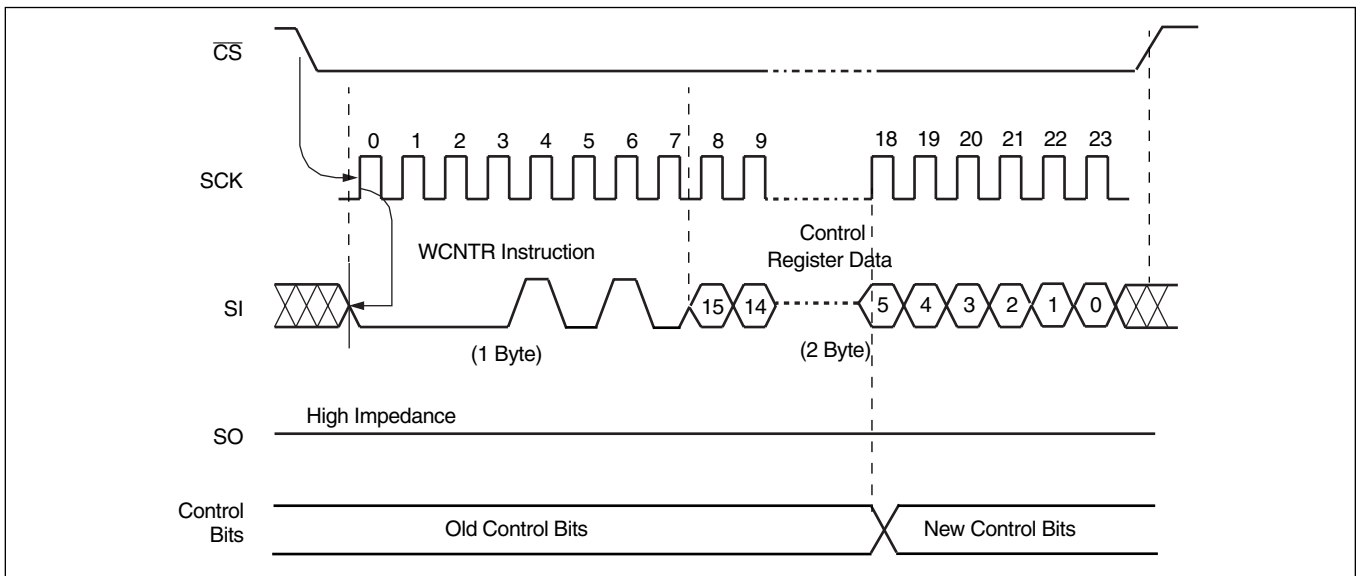 CS
0 1 2 3 4 5 6 7 8 9 18 19 20 21 22 23
SCK
WCNTR Instruction
Control
Register Data
SI
15 14 5 4 3 2 1 0
(1 Byte)
(2 Byte)
High Impedance
SO
Control
Bits
Old Control Bits
New Control Bits